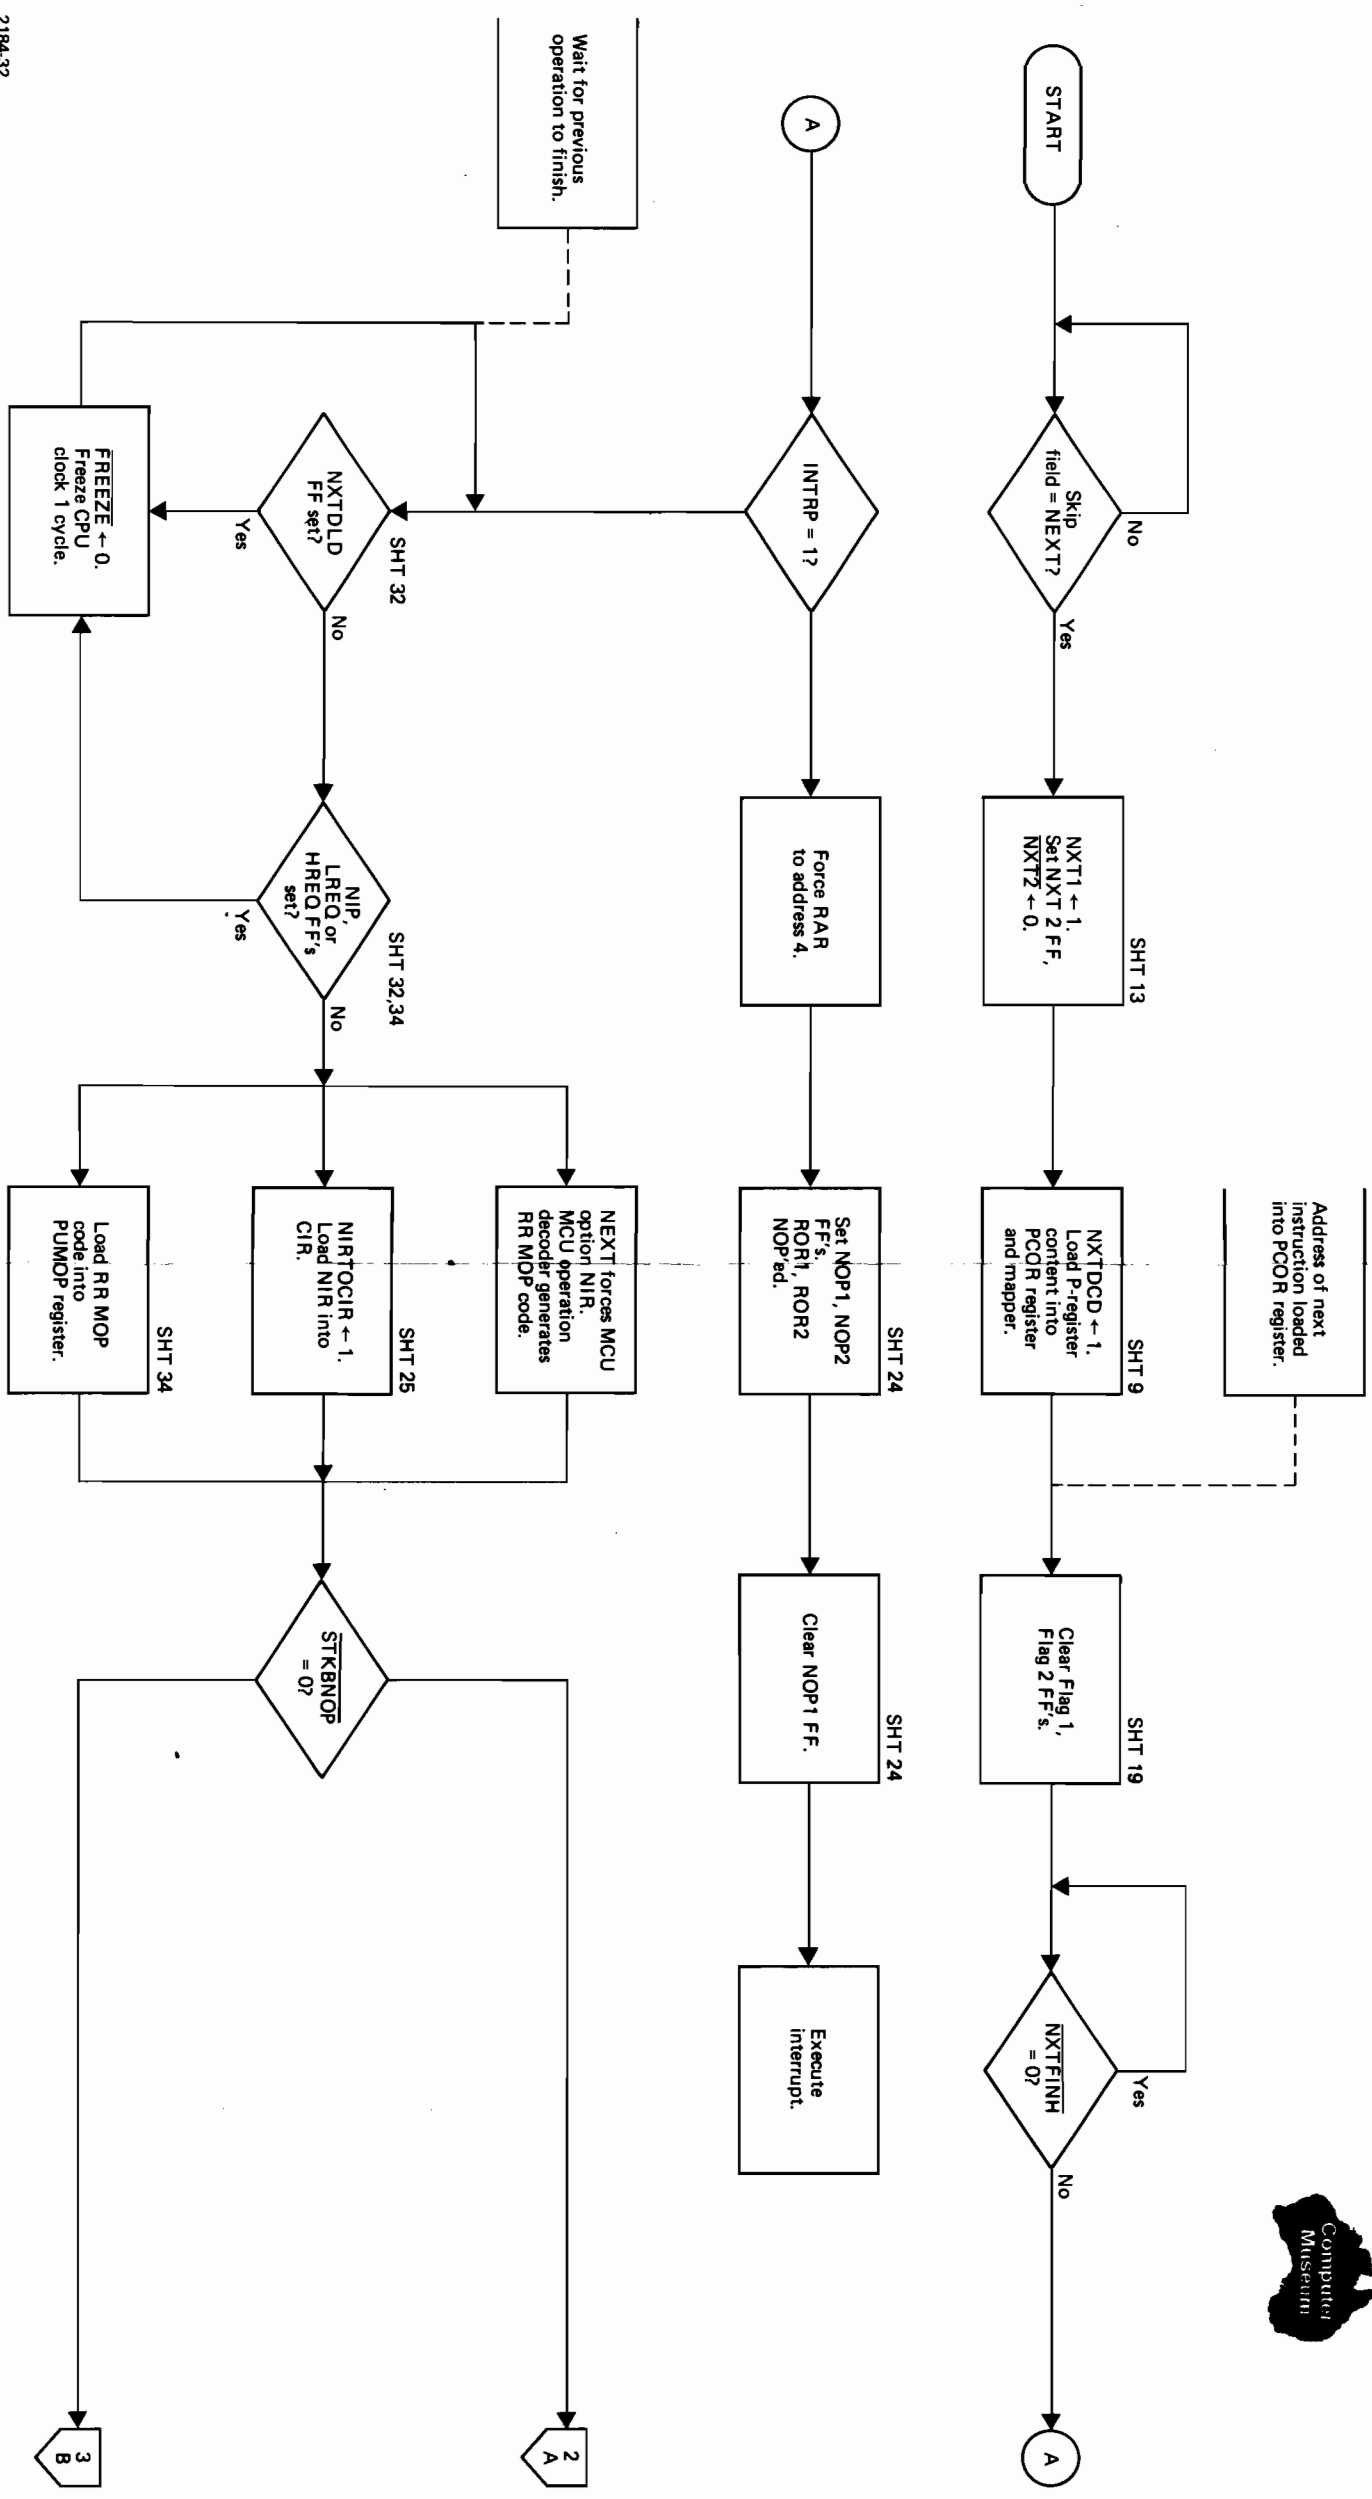 START
Skip
field = NEXT?
No
Yes
SHT 13
NXT1 ← 1.
Set NXT 2 FF,
NXT2 ← 0.
Address of next
instruction loaded
into PCOR register.
SHT 9
NXTDCD ← 1.
Load P-register
content into
PCOR register
and mapper.
SHT 19
Clear Flag 1,
Flag 2 FF's.
NXTFINH
= 0?
Yes
No
A
Computer
Museum
A
INTRP = 1?
Force RAR
to address 4.
SHT 24
Set NOP1, NOP2
FF's.
ROR1, ROR2
NOP'ed.
SHT 24
Clear NOP1 FF.
Execute
interrupt.
Wait for previous
operation to finish.
SHT 32
NXTDLD
FF set?
Yes
No
FREEZE ← 0.
Freeze CPU
clock 1 cycle.
SHT 32,34
NIP,
LREQ, or
HREQ FF's
set?
Yes
No
NEXT forces MCU
option NIR.
MCU operation
decoder generates
RR MOP code.
SHT 25
NIRTOCIR ← 1.
Load NIR into
CIR.
SHT 34
Load RR MOP
code into
PUMOP register.
STKBNOP
= 0?
2
A
3
B
2184-32